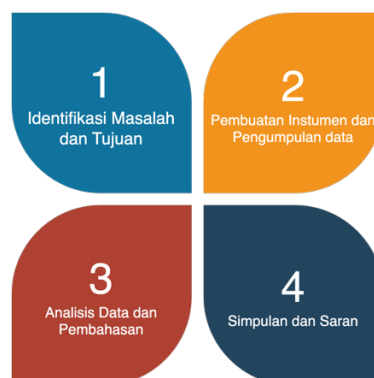 1
Identifikasi Masalah
dan Tujuan
2
Pembuatan Instumen dan
Pengumpulan data
3
Analisis Data dan
Pembahasan
4
Simpulan dan Saran